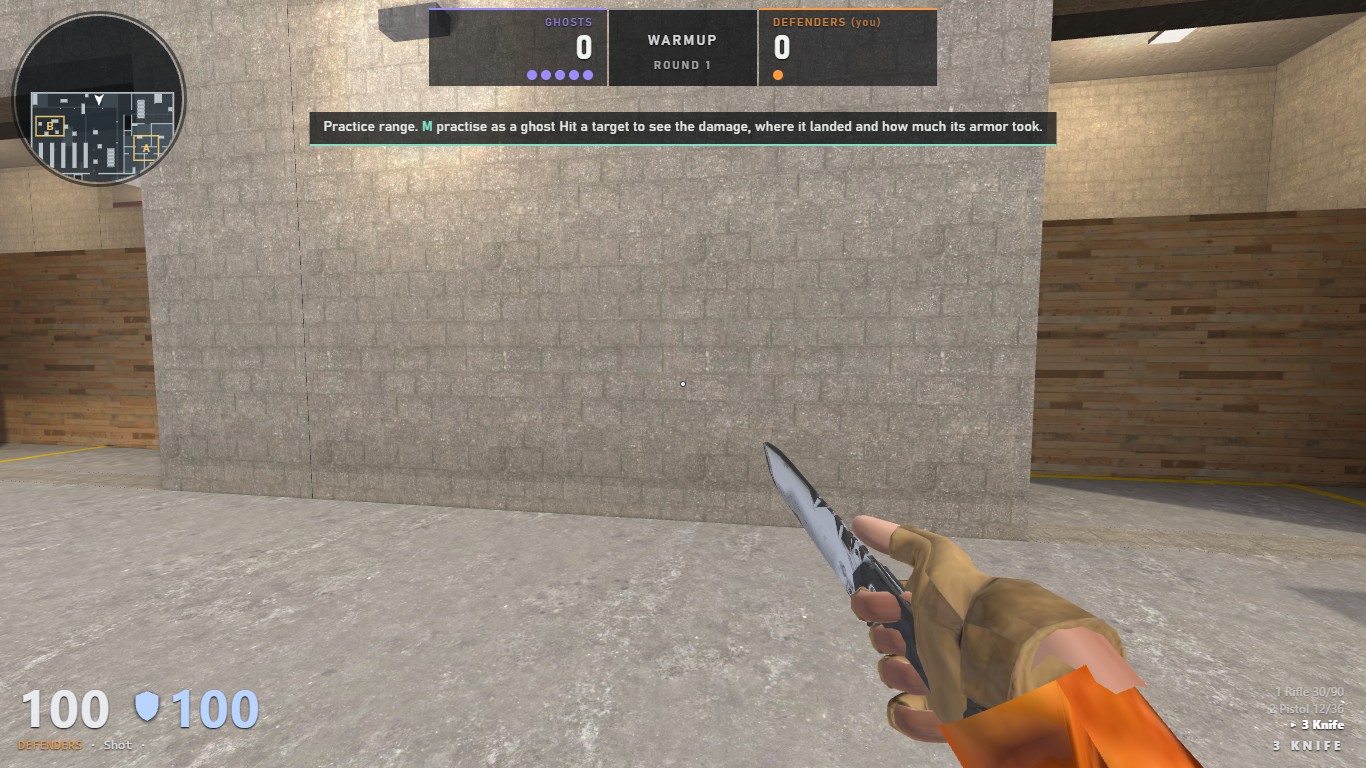 GHOSTS
0
WARMUP
ROUND 1
DEFENDERS (you)
0
Practice range. M practise as a ghost Hit a target to see the damage, where it landed and how much its armor took.
B
A
100 100
DEFENDERS · Shot ·
1 Rifle 30/90
2 Pistol 12/36
▸ 3 Knife
3 KNIFE